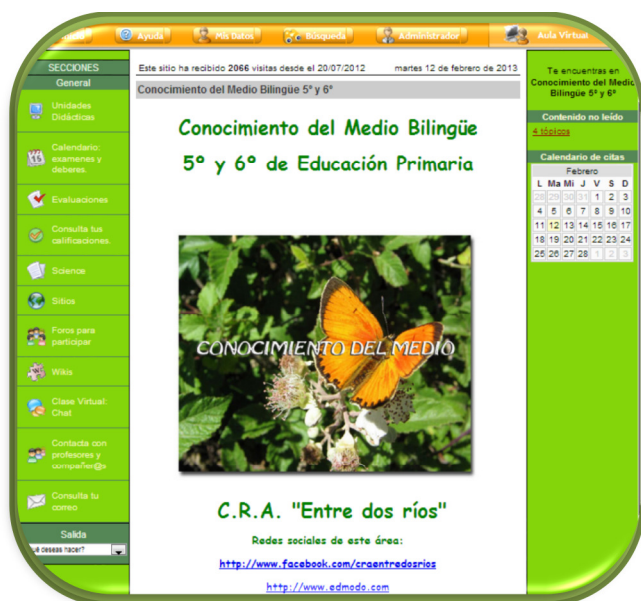 Ayuda
Mis Datos
Búsqueda
Administrador
Aula Virtual
SECCIONES
General
Unidades
Didácticas
Calendario:
examenes y
deberes.
Evaluaciones
Consulta tus
calificaciones.
Science
Sitios
Foros para
participar
Wikis
Clase Virtual:
Chat
Contacta con
profesores y
compañer@s
Consulta tu
correo
Salida
qué deseas hacer?
Este sitio ha recibido 2066 visitas desde el 20/07/2012
martes 12 de febrero de 2013
Conocimiento del Medio Bilingüe 5º y 6º
Conocimiento del Medio Bilingüe
5º y 6º de Educación Primaria
CONOCIMIENTO DEL MEDIO
C.R.A. "Entre dos ríos"
Redes sociales de este área:
http://www.facebook.com/craentredosrios
http://www.edmodo.com
Te encuentras en
Conocimiento del Medio
Bilingüe 5º y 6º
Contenido no leído
4 tópicos
Calendario de citas
Febrero
L Ma Mi J V S D
28 29 30 31 1 2 3
4 5 6 7 8 9 10
11 12 13 14 15 16 17
18 19 20 21 22 23 24
25 26 27 28 1 2 3